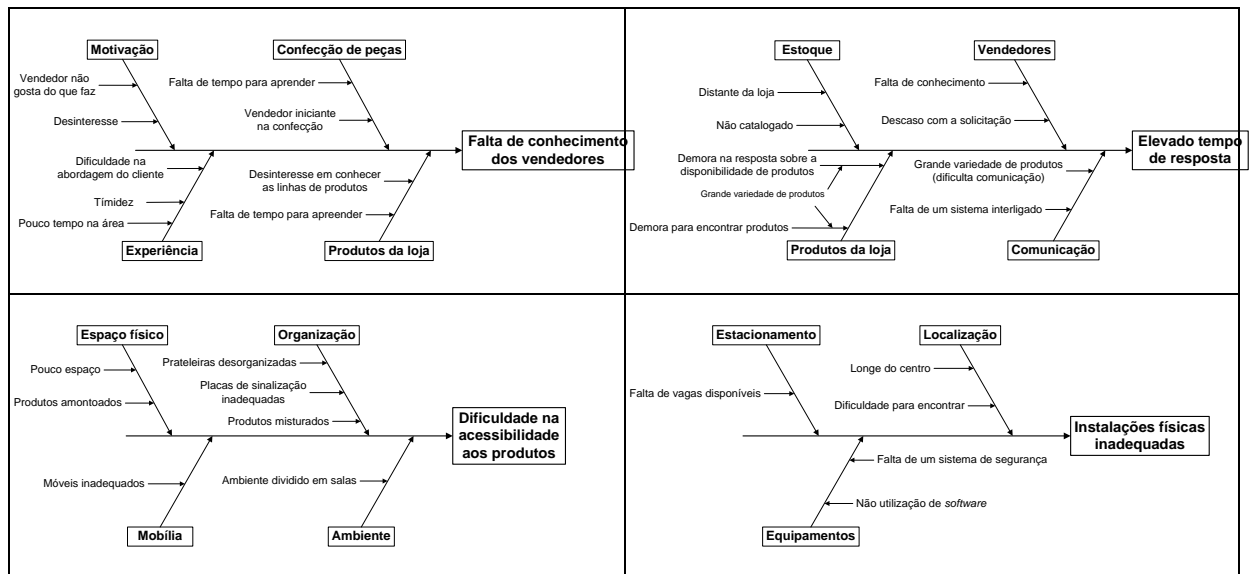 Motivação
Confecção de peças
Vendedor não
gosta do que faz
Desinteresse
Falta de tempo para aprender
Vendedor iniciante
na confecção
Falta de conhecimento
dos vendedores
Dificuldade na
abordagem do cliente
Tímidez
Pouco tempo na área
Desinteresse em conhecer
as linhas de produtos
Falta de tempo para apreender
Experiência
Produtos da loja
Estoque
Vendedores
Distante da loja
Não catalogado
Falta de conhecimento
Descaso com a solicitação
Elevado tempo
de resposta
Demora na resposta sobre a
disponibilidade de produtos
Grande variedade de produtos
Demora para encontrar produtos
Grande variedade de produtos
(dificulta comunicação)
Falta de um sistema interligado
Produtos da loja
Comunicação
Espaço físico
Organização
Pouco espaço
Produtos amontoados
Prateleiras desorganizadas
Placas de sinalização
inadequadas
Produtos misturados
Dificuldade na
acessibilidade
aos produtos
Móveis inadequados
Ambiente dividido em salas
Mobília
Ambiente
Estacionamento
Localização
Falta de vagas disponíveis
Longe do centro
Dificuldade para encontrar
Instalações físicas
inadequadas
Falta de um sistema de segurança
Não utilização de software
Equipamentos